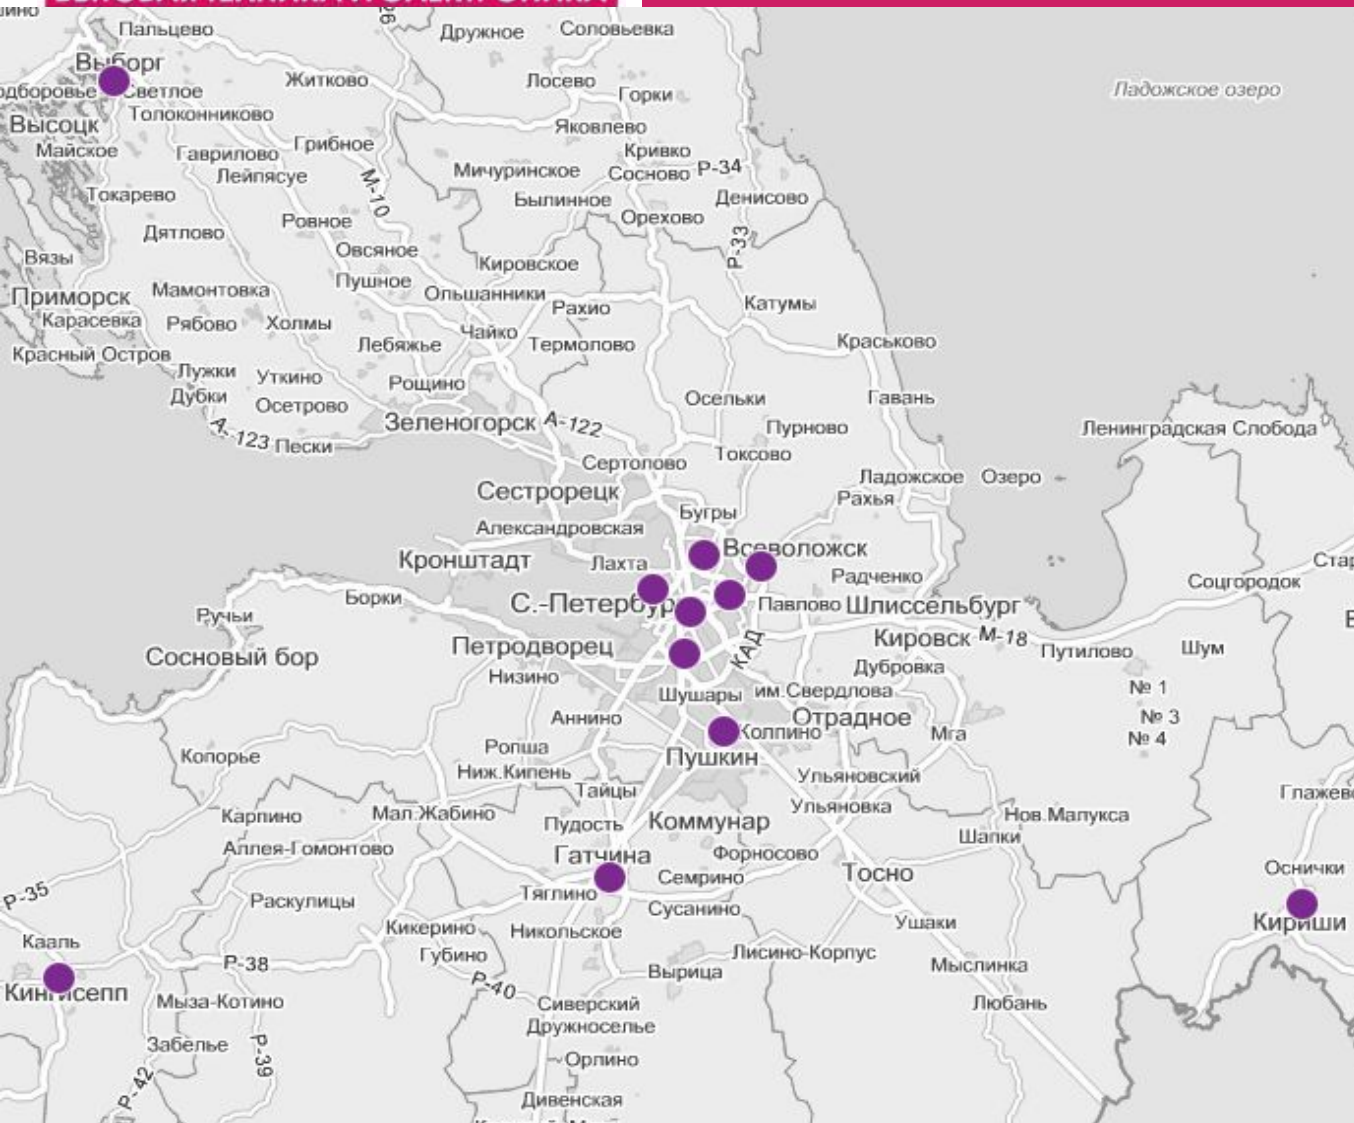 Пальцево
Дружное
Соловьевка
Выборг
Житково
Лосево
Горки
Ладожское озеро
Светлое
Толоконниково
Высоцк
Яковлево
Майское
Гаврилово
Грибное
Кривко
Лейпясуе
М-10
Мичуринское
Сосново
Р-34
Токарево
Былинное
Денисово
Ровное
Орехово
Дятлово
Овсяное
Р-33
Вязы
Кировское
Пушное
Приморск
Мамонтовка
Ольшанники
Рахио
Катумы
Карасевка
Рябово
Холмы
Чайко
Лебяжье
Термолово
Краськово
Красный Остров
Лужки
Уткино
Рощино
Дубки
Осетрово
Осельки
Гавань
Зеленогорск
А-122
Пурново
Ленинградская Слобода
А-123
Пески
Сертолово
Токсово
Ладожское Озеро
Сестрорецк
Рахья
Бугры
Александровская
Всеволожск
Кронштадт
Лахта
Радченко
Соцгородок
Борки
С.-Петербур
Павлово
Шлиссельбург
Ручьи
Кировск
М-18
Петродворец
КАД
Путилово
Шум
Сосновый бор
Дубровка
Низино
Шушары
им.Свердлова
№ 1
Аннино
Отрадное
№ 3
Колпино
Мга
№ 4
Копорье
Ропша
Пушкин
Ниж.Кипень
Ульяновский
Тайцы
Ульяновка
Карпино
Мал.Жабино
Пудость
Коммунар
Нов.Малукса
Шапки
Аллея-Гомонтово
Гатчина
Форносово
Оснички
Р-35
Тяглино
Семрино
Тосно
Раскулицы
Сусанино
Кикерино
Никольское
Ушаки
Кириши
Кааль
Губино
Лисино-Корпус
Р-38
Вырица
Мыслинка
Кингисепп
Мыза-Котино
Р-40
Сиверский
Любань
Дружноселье
Забелье
Р-39
Орлино
Р-42
Дивенская